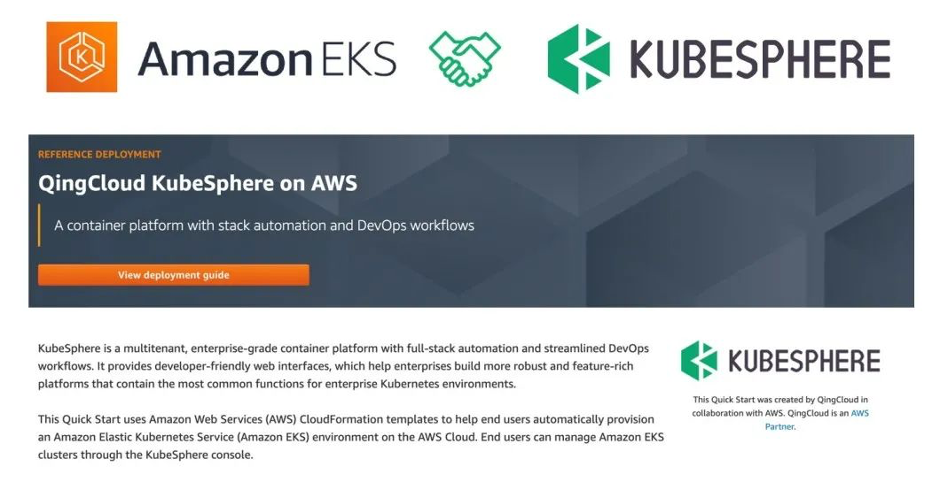 Amazon EKS
KUBESPHERE
REFERENCE DEPLOYMENT
QingCloud KubeSphere on AWS
A container platform with stack automation and DevOps workflows
View deployment guide
KubeSphere is a multitenant, enterprise-grade container platform with full-stack automation and streamlined DevOps
workflows. It provides developer-friendly web interfaces, which help enterprises build more robust and feature-rich
platforms that contain the most common functions for enterprise Kubernetes environments.
This Quick Start uses Amazon Web Services (AWS) CloudFormation templates to help end users automatically provision
an Amazon Elastic Kubernetes Service (Amazon EKS) environment on the AWS Cloud. End users can manage Amazon EKS
clusters through the KubeSphere console.
KUBESPHERE
This Quick Start was created by QingCloud in
collaboration with AWS. QingCloud is an AWS
Partner.